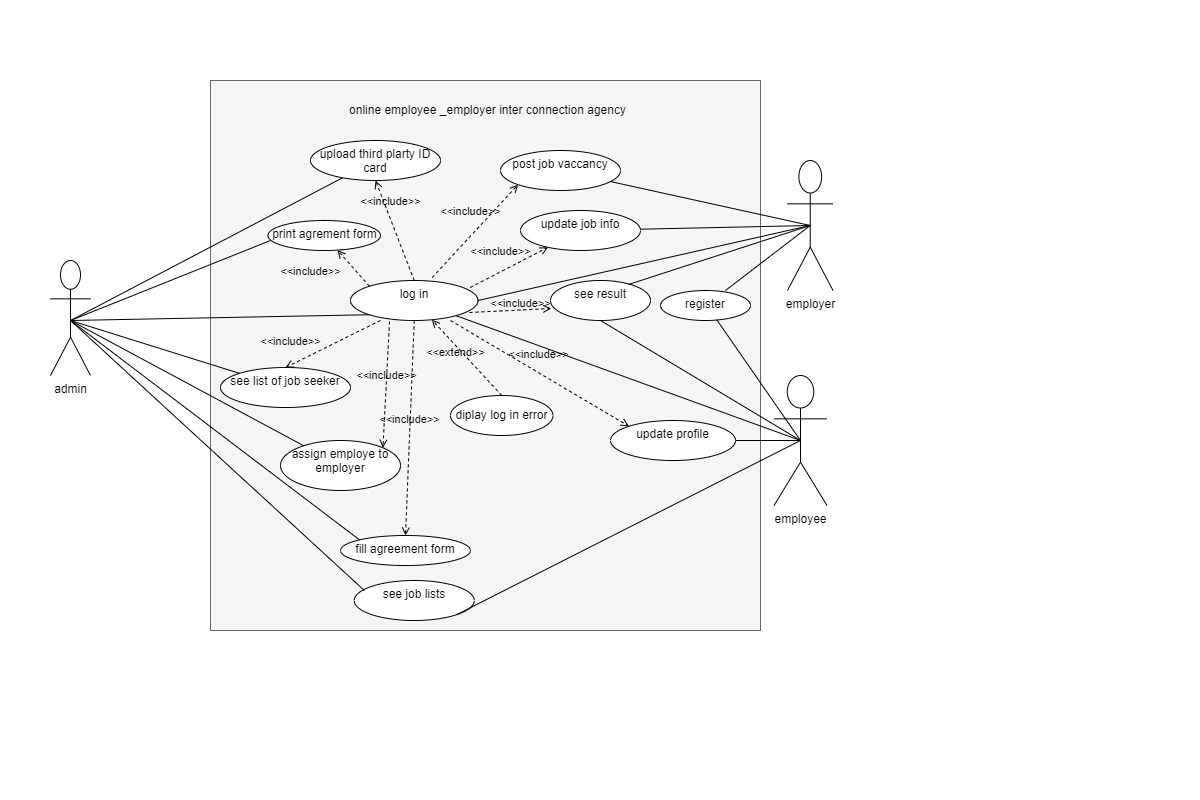 online employee _employer inter connection agency
upload third plarty ID
card
post job vaccancy
<<include>>
<<include>>
print agrement form
update job info
<<include>>
<<include>>
log in
see result
<<include>>
register
employer
<<include>>
<<extend>>
<<include>>
see list of job seeker
<<include>>
admin
<<include>>
diplay log in error
update profile
assign employe to
employer
employee
fill agreement form
see job lists